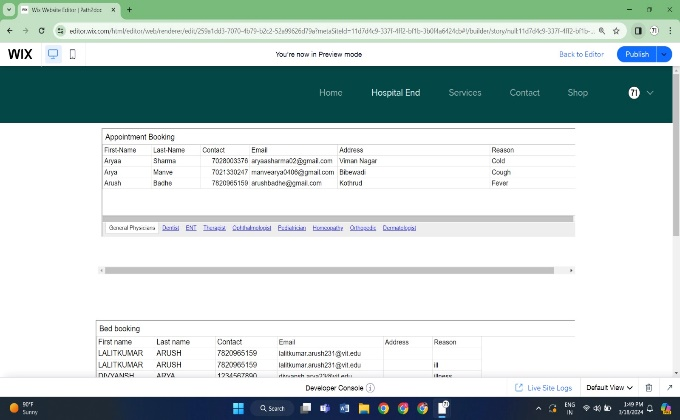 Wix Website Editor | Path2doc
editor.wix.com/html/editor/web/renderer/edit/259a1dd3-7070-4b79-b2c2-52a99626d79a?metaSiteId=11d7d4c9-337f-4ff2-bf1b-3b0f4a6424cb#!/builder/story/null:11d7d4c9-337f-4ff2-bf1b-...
WIX You're now in Preview mode Back to Editor Publish
Home Hospital End Services Contact Shop 71
Appointment Booking
First-Name Last-Name Contact Email Address Reason
Aryaa Sharma 7028003376 aryaasharma02@gmail.com Viman Nagar Cold
Arya Manve 7021330247 manvearya0406@gmail.com Bibewadi Cough
Arush Badhe 7820965159 arushbadhe@gmail.com Kothrud Fever
General Physicians Dentist ENT Therapist Ophthalmologist Pediatrician Homeopathy Orthopedic Dermatologist
Bed booking
First name Last name Contact Email Address Reason
LALITKUMAR ARUSH 7820965159 lalitkumar.arush231@vit.edu
LALITKUMAR ARUSH 7820965159 lalitkumar.arush231@vit.edu ill
DIVYANSH ARYA 1234567890 divyansh.arya23@vit.edu illness
Developer Console Live Site Logs Default View
90°F
Sunny
Search
ENG
IN
1:49 PM
3/18/2024